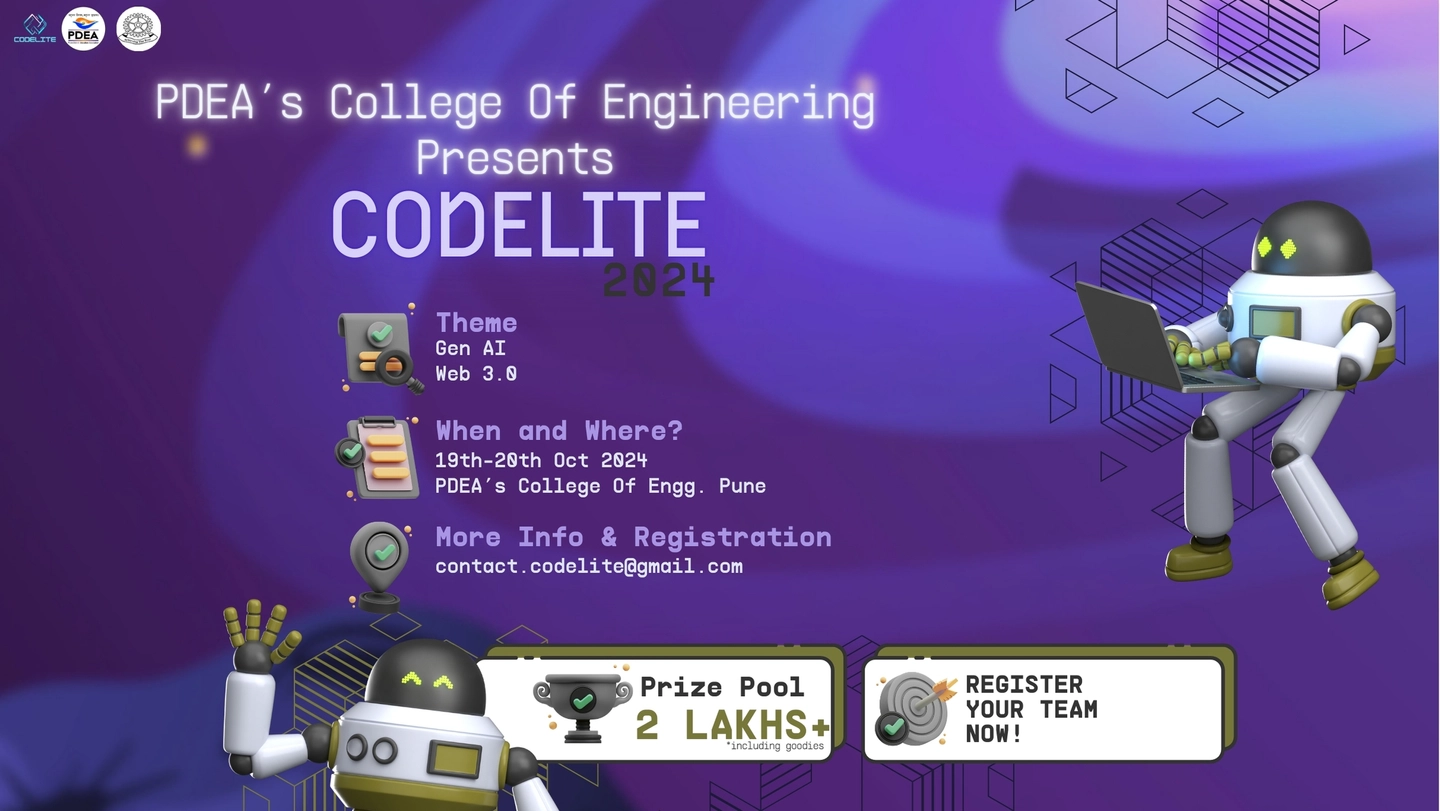 CODELITE
PDEA
PDEA's College Of Engineering
Presents
CODELITE
2024
Theme
Gen AI
Web 3.0
When and Where?
19th-20th Oct 2024
PDEA's College Of Engg. Pune
More Info & Registration
contact.codelite@gmail.com
Prize Pool
2 LAKHS+
*including goodies
REGISTER
YOUR TEAM
NOW!